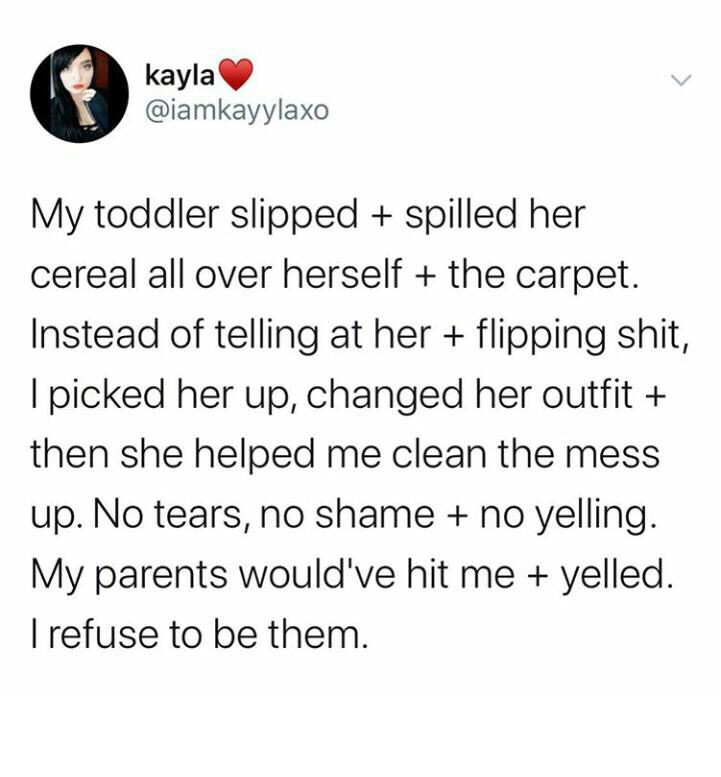 kayla❤️
@iamkayylaxo
My toddler slipped + spilled her
cereal all over herself + the carpet.
Instead of telling at her + flipping shit,
I picked her up, changed her outfit +
then she helped me clean the mess
up. No tears, no shame + no yelling.
My parents would've hit me + yelled.
I refuse to be them.